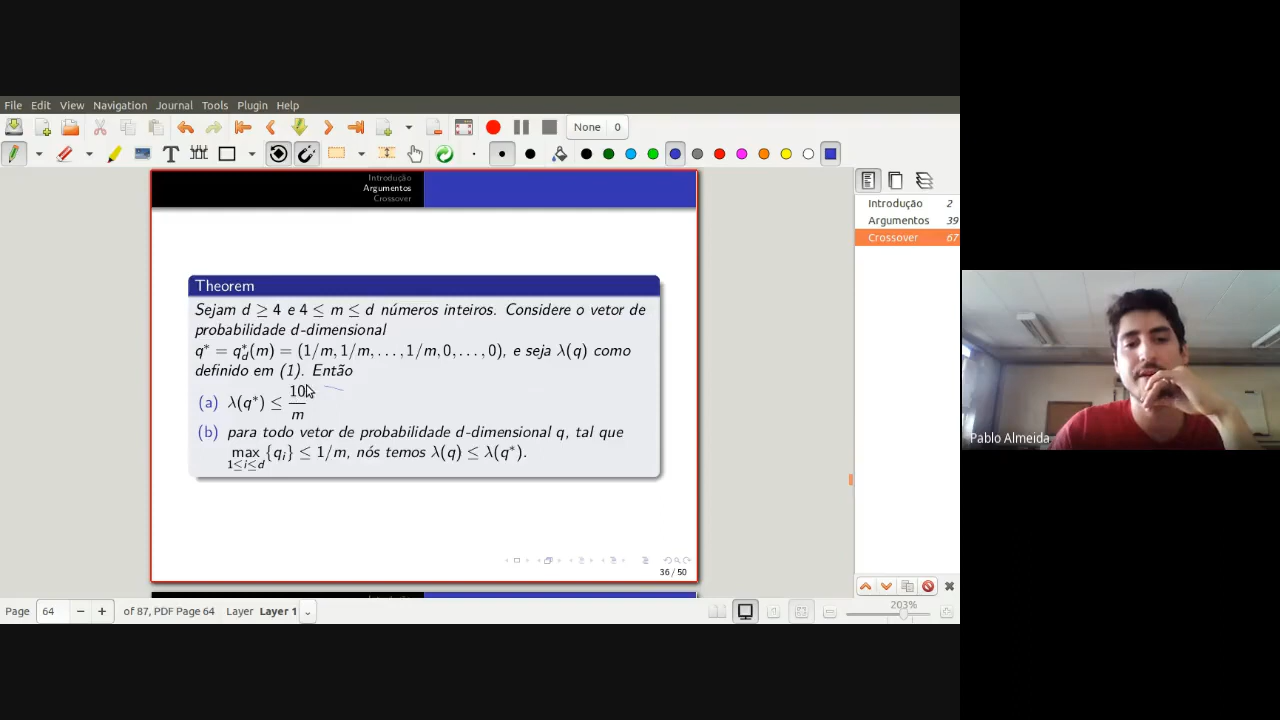 File Edit View Navigation Journal Tools Plugin Help
None 0
Introdução
Argumentos
Crossover
Introdução 2
Argumentos 39
Crossover 67
Theorem
Sejam d ≥ 4 e 4 ≤ m ≤ d números inteiros. Considere o vetor de
probabilidade d-dimensional
q* = q*_d(m) = (1/m, 1/m, . . . , 1/m, 0, . . . , 0), e seja λ(q) como
definido em (1). Então
(a) λ(q*) ≤ 10/m
(b) para todo vetor de probabilidade d-dimensional q, tal que
max_{1≤i≤d} {q_i} ≤ 1/m, nós temos λ(q) ≤ λ(q*).
Pablo Almeida
36 / 50
Page 64 of 87, PDF Page 64 Layer Layer 1
203%